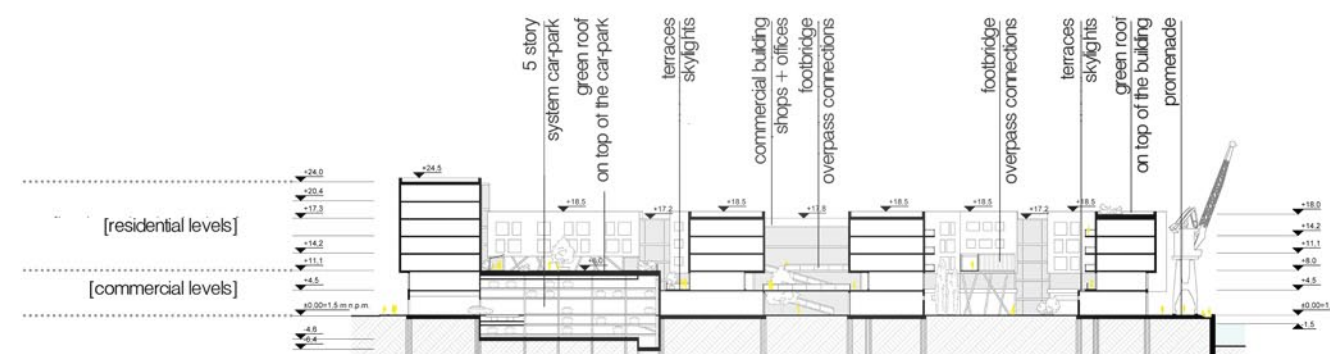 5 story
system car-park
green roof
on top of the car-park
terraces
skylights
commercial building
shops + offices
footbridge
overpass connections
footbridge
overpass connections
terraces
skylights
green roof
on top of the building
promenade
+24.0
+20.4
+17.3
+14.2
+11.1
+4.5
±0.00=1.5 m n.p.m.
-4.6
-6.4
[residential levels]
[commercial levels]
+24.5
+18.5
+17.2
+18.5
+17.8
+18.5
+18.5
+17.2
+18.5
+18.0
+14.2
+11.1
+8.0
+4.5
±0.00=1.